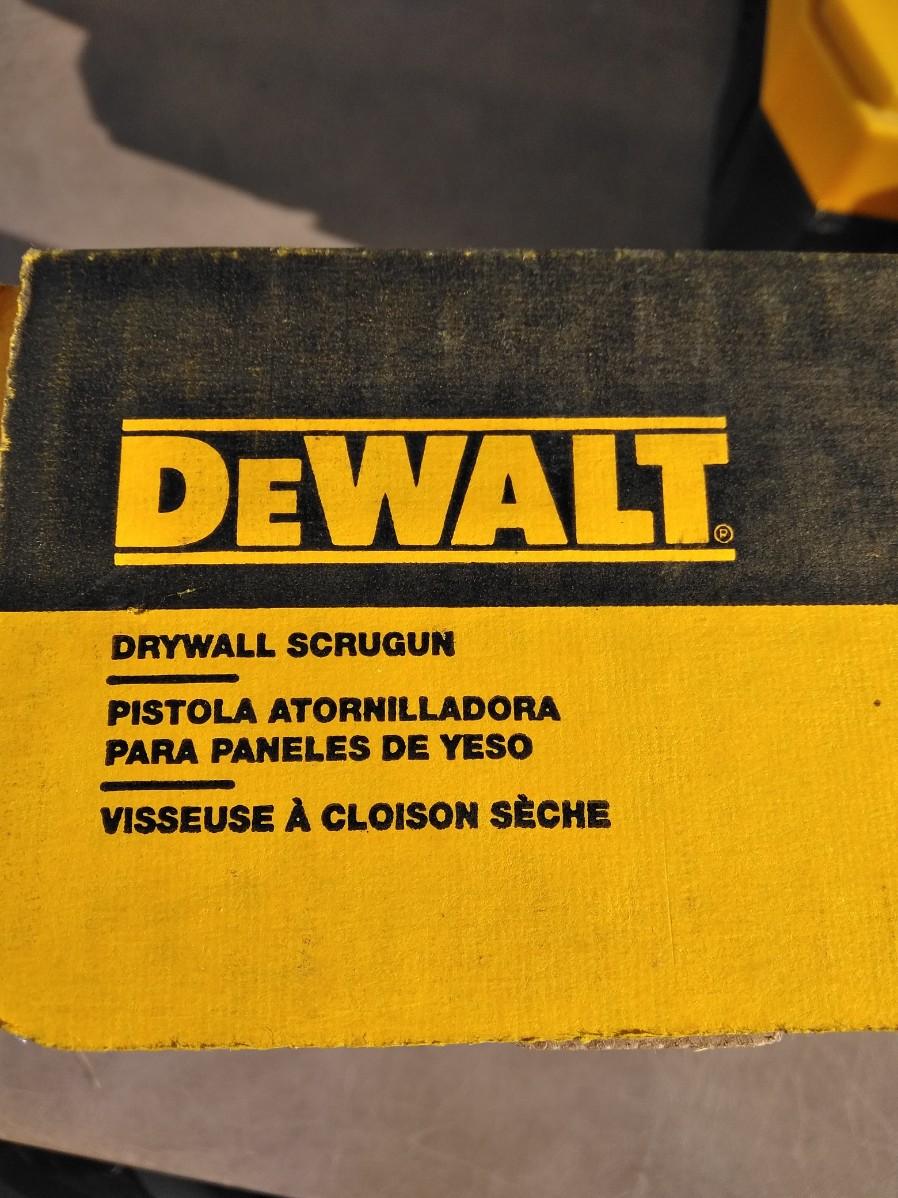 DEWALT®
DRYWALL SCRUGUN
PISTOLA ATORNILLADORA
PARA PANELES DE YESO
VISSEUSE À CLOISON SÈCHE